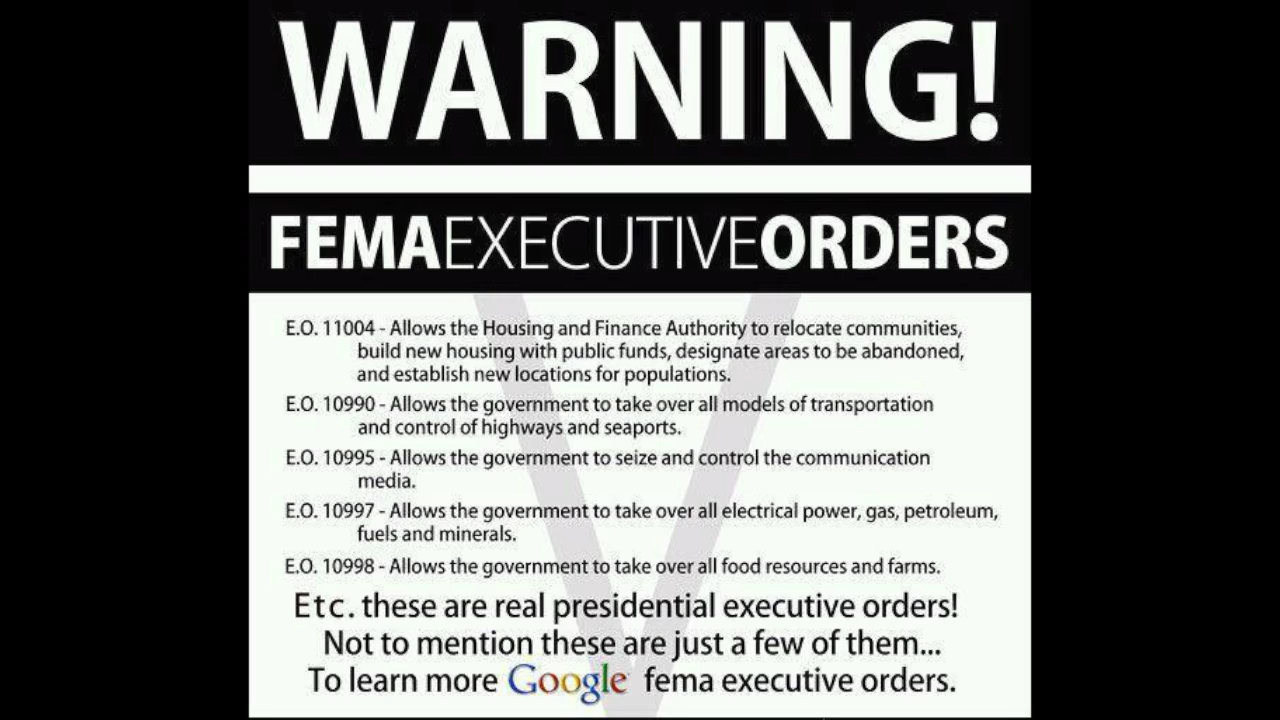 WARNING!
FEMAEXECUTIVEORDERS
E.O. 11004 - Allows the Housing and Finance Authority to relocate communities,
build new housing with public funds, designate areas to be abandoned,
and establish new locations for populations.
E.O. 10990 - Allows the government to take over all models of transportation
and control of highways and seaports.
E.O. 10995 - Allows the government to seize and control the communication
media.
E.O. 10997 - Allows the government to take over all electrical power, gas, petroleum,
fuels and minerals.
E.O. 10998 - Allows the government to take over all food resources and farms.
Etc. these are real presidential executive orders!
Not to mention these are just a few of them...
To learn more Google fema executive orders.